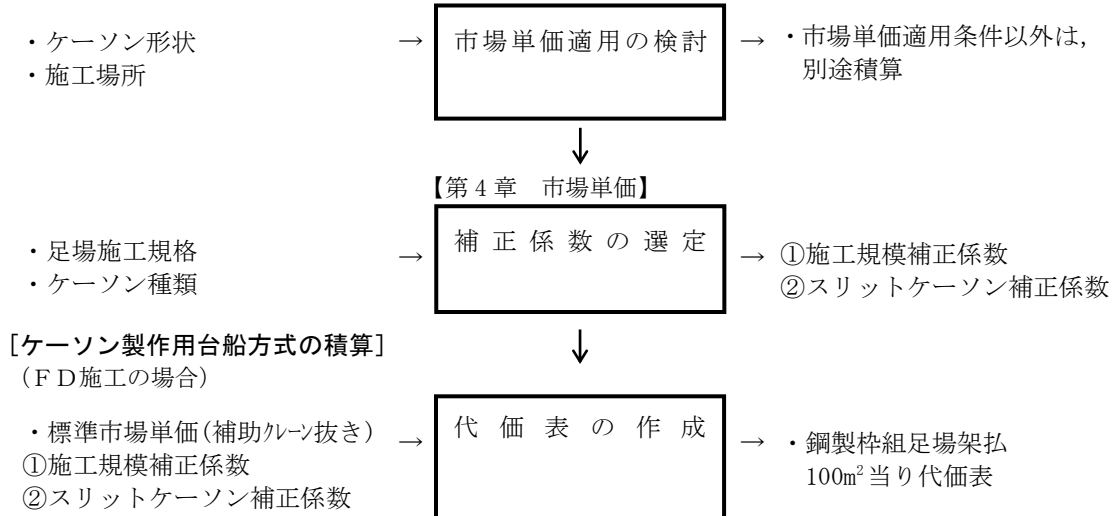 ・ケーソン形状
・施工場所
→
市場単価適用の検討
→
・市場単価適用条件以外は,
別途積算
↓
【第4章　市場単価】
・足場施工規格
・ケーソン種類
→
補正係数の選定
→
①施工規模補正係数
②スリットケーソン補正係数
↓
[ケーソン製作用台船方式の積算]
(FD施工の場合)
・標準市場単価(補助クレーン抜き)
①施工規模補正係数
②スリットケーソン補正係数
→
代価表の作成
→
・鋼製枠組足場架払
100m²当り代価表